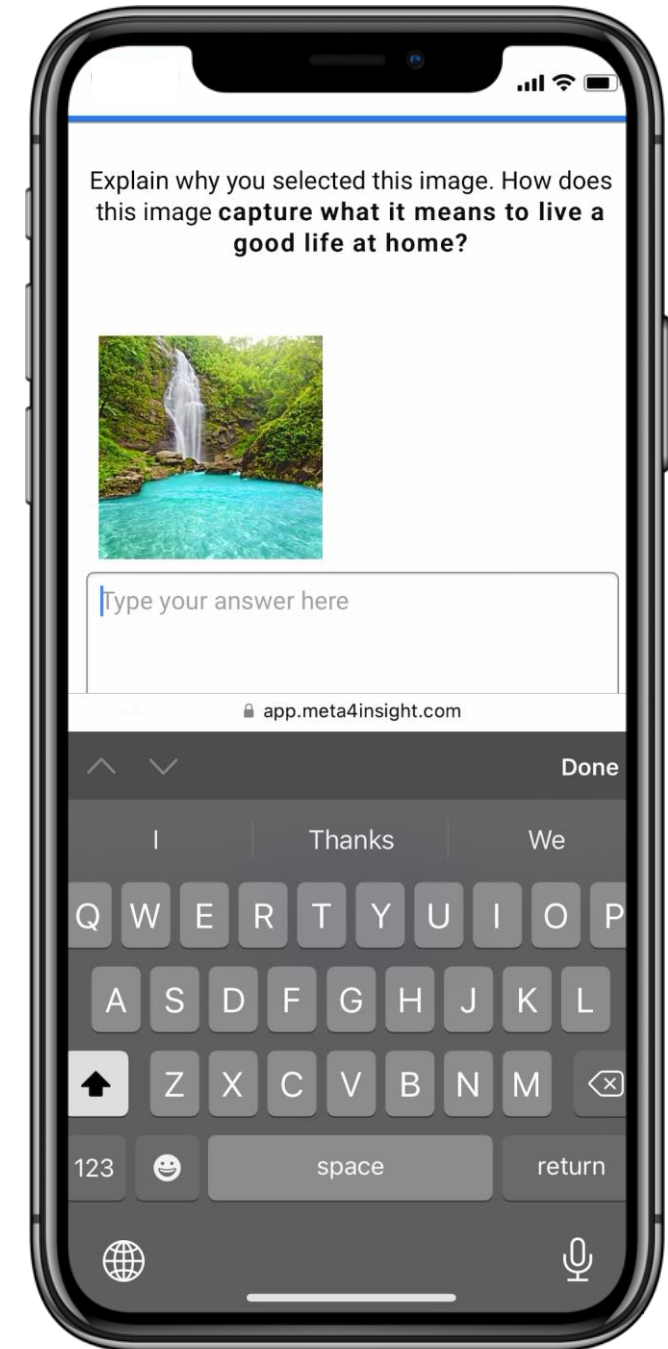 Explain why you selected this image. How does
this image capture what it means to live a
good life at home?
Type your answer here
app.meta4insight.com
Done
I Thanks We
Q W E R T Y U I O P
A S D F G H J K L
Z X C V B N M
123 space return